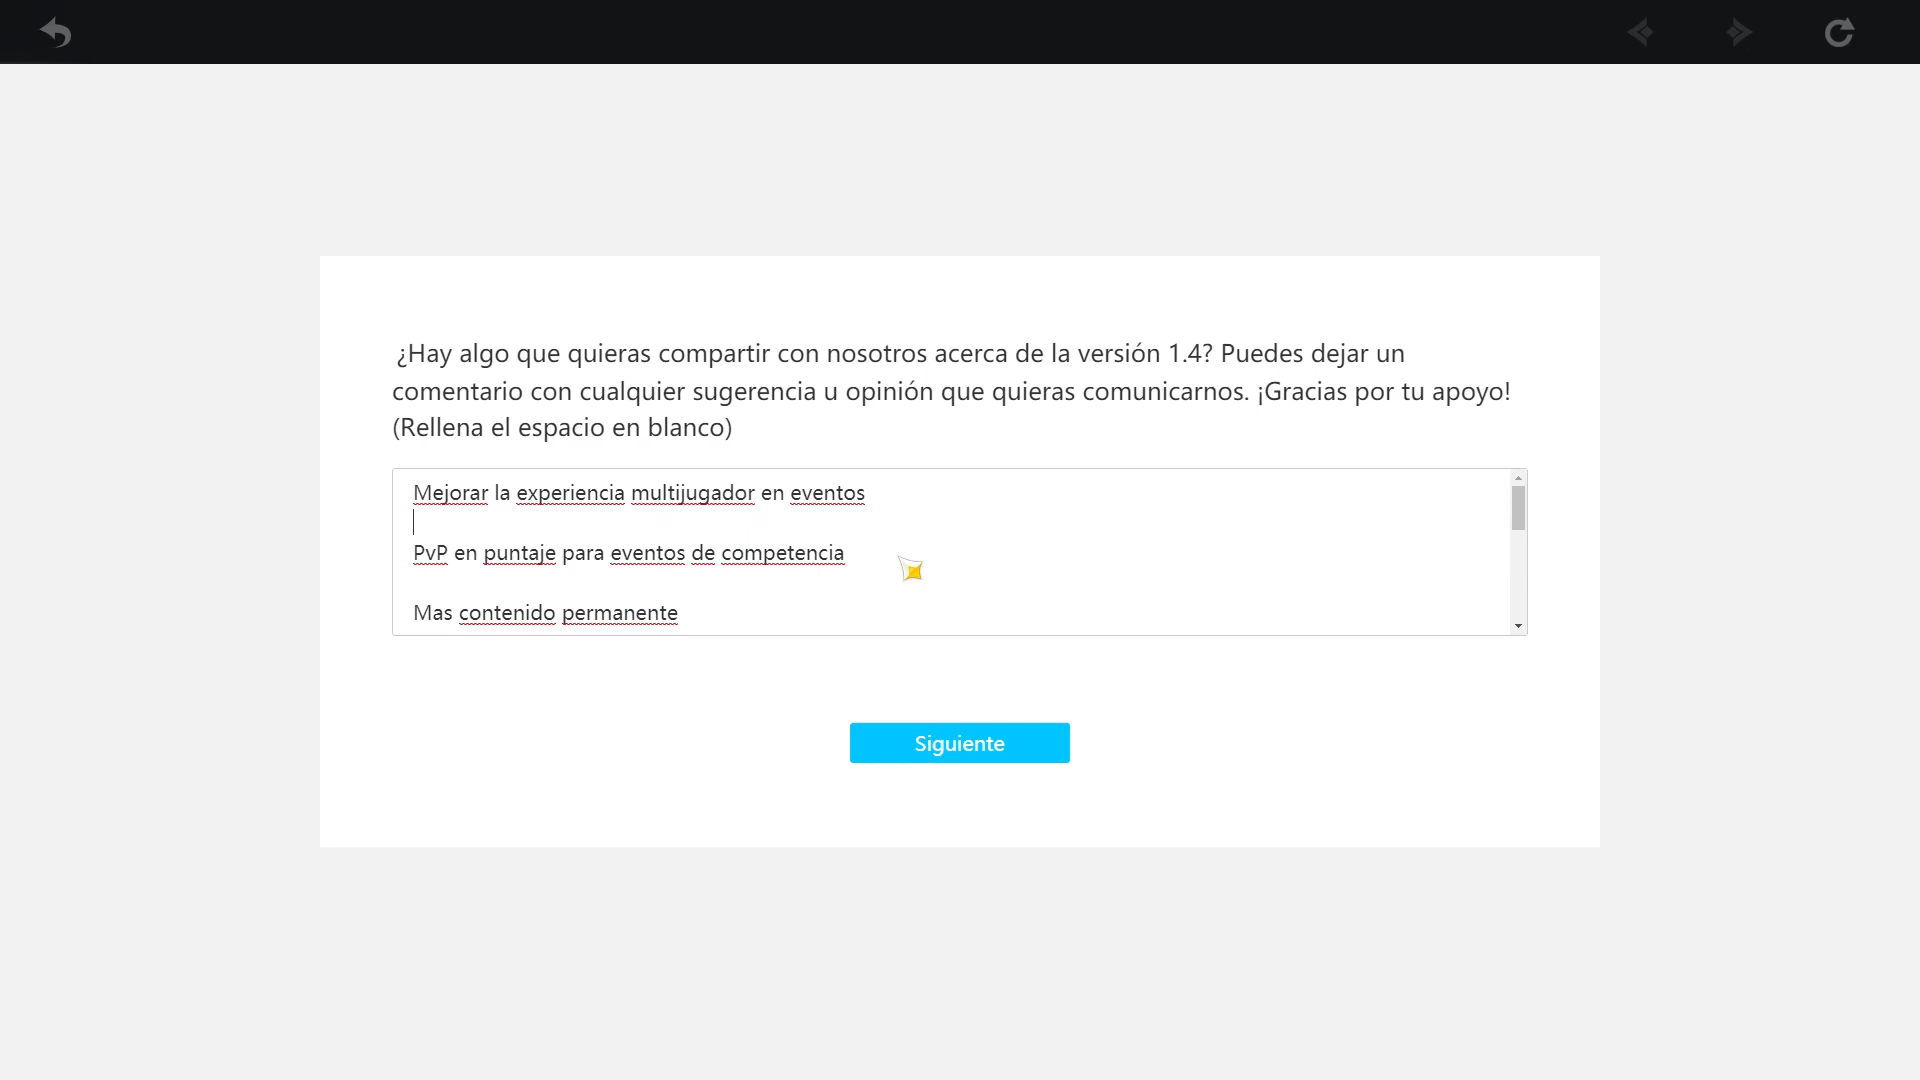 ¿Hay algo que quieras compartir con nosotros acerca de la versión 1.4? Puedes dejar un
comentario con cualquier sugerencia u opinión que quieras comunicarnos. ¡Gracias por tu apoyo!
(Rellena el espacio en blanco)
Mejorar la experiencia multijugador en eventos
PvP en puntaje para eventos de competencia
Mas contenido permanente
Siguiente